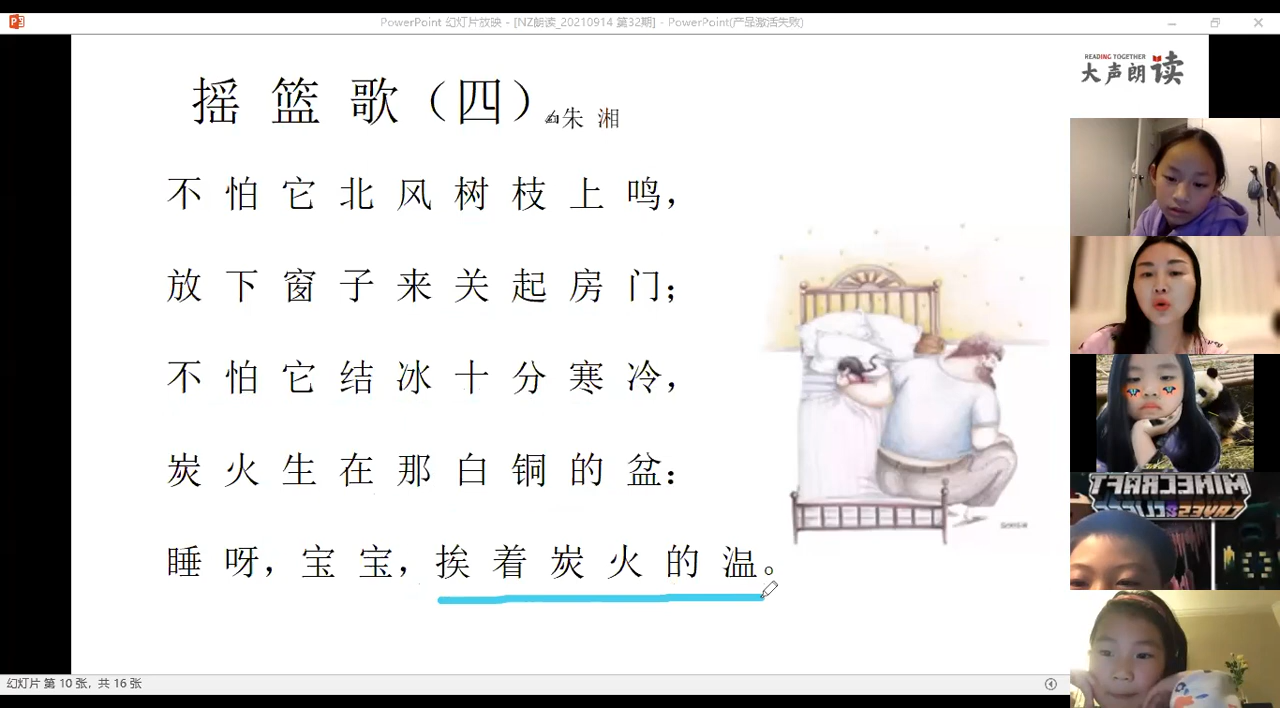 PowerPoint 幻灯片放映 - [NZ朗读_20210914 第32期] - PowerPoint(产品激活失败)
READING TOGETHER
大声朗读
摇篮歌(四)
朱湘
不怕它北风树枝上鸣,
放下窗子来关起房门;
不怕它结冰十分寒冷,
炭火生在那白铜的盆:
睡呀,宝宝,挨着炭火的温。
MINECRAFT
CAVES & CLIFFS
幻灯片 第 10 张,共 16 张